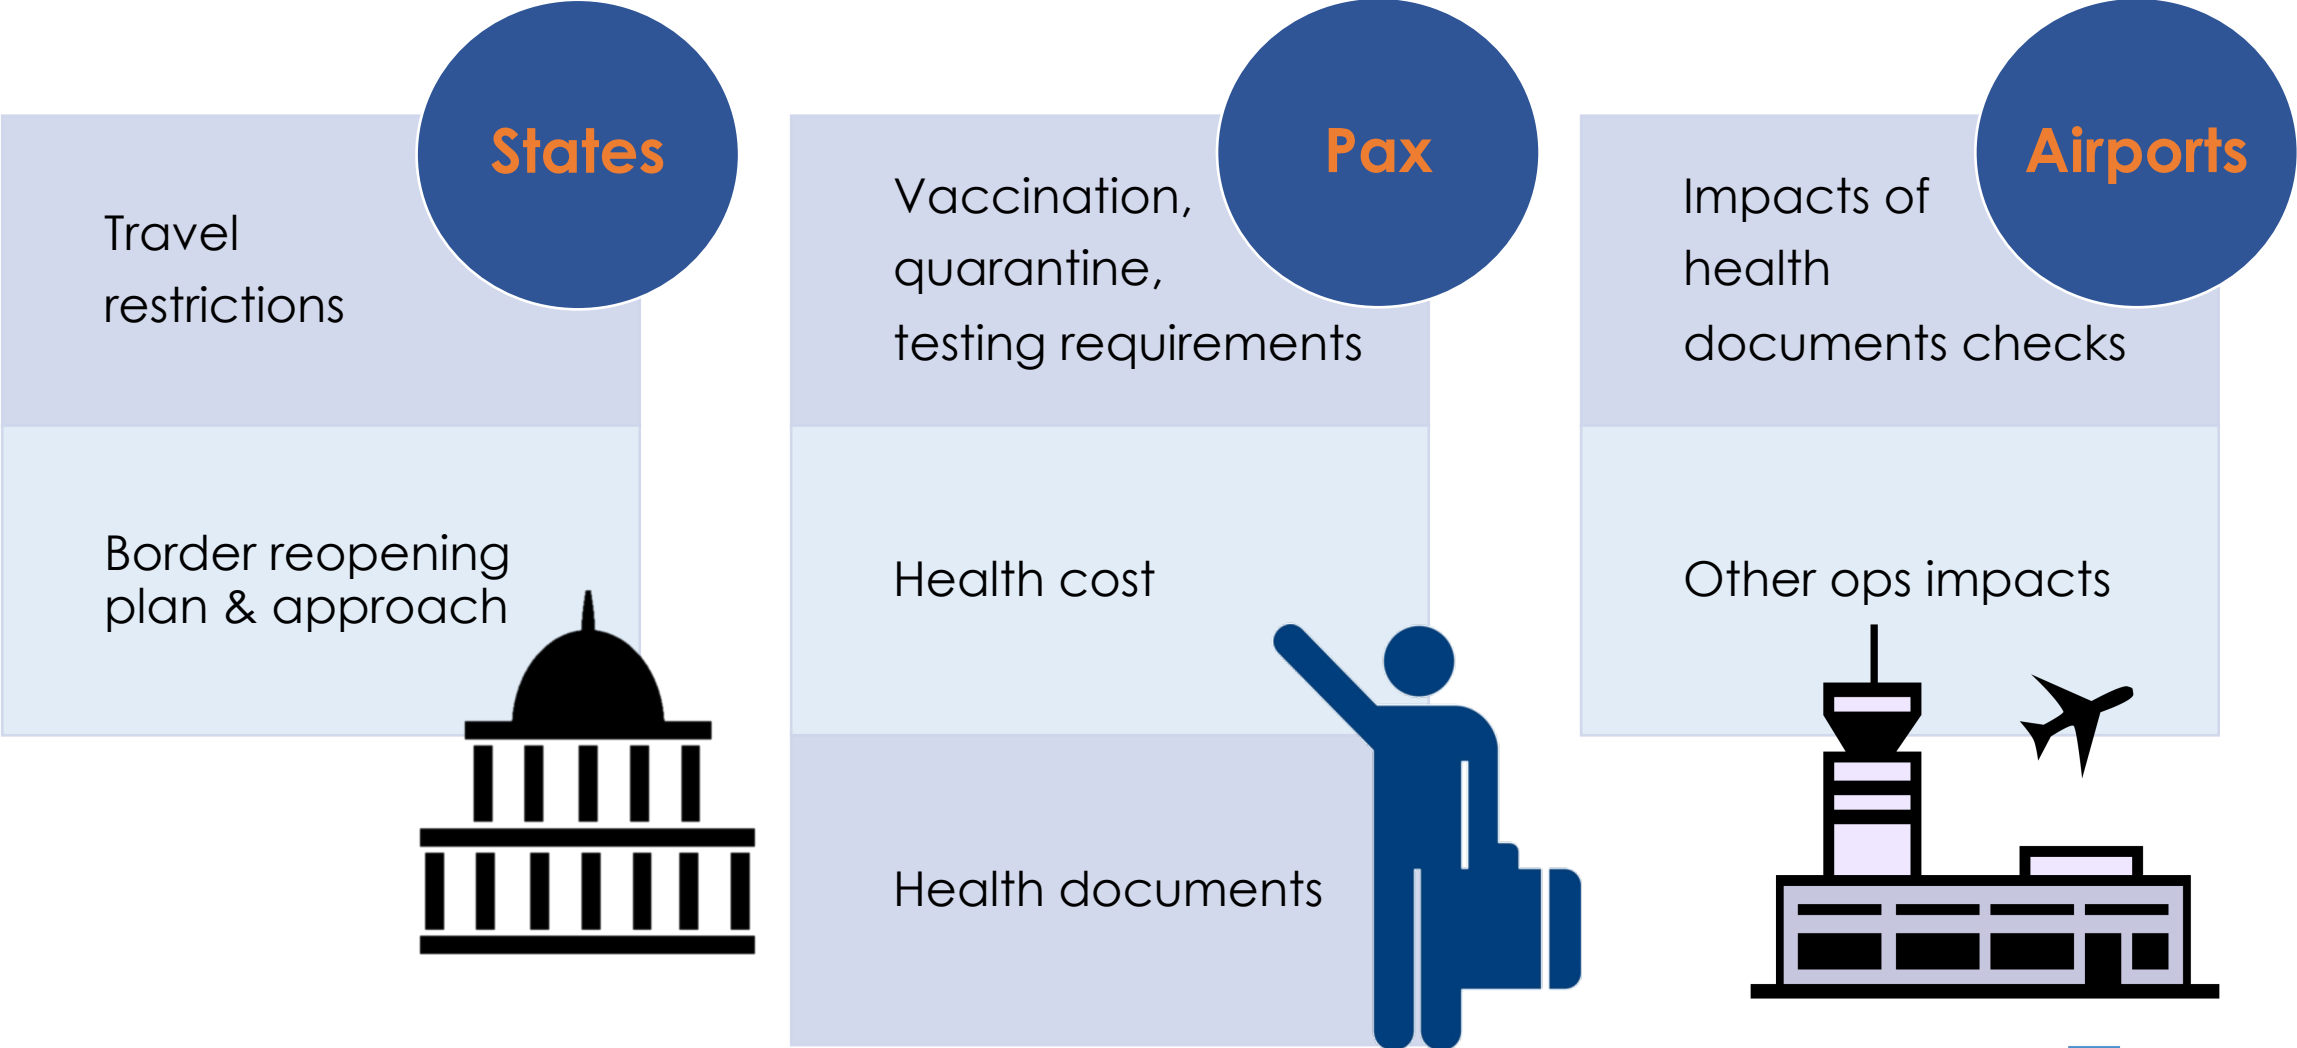 States
Travel
restrictions
Border reopening
plan & approach
Pax
Vaccination,
quarantine,
testing requirements
Health cost
Health documents
Airports
Impacts of
health
documents checks
Other ops impacts